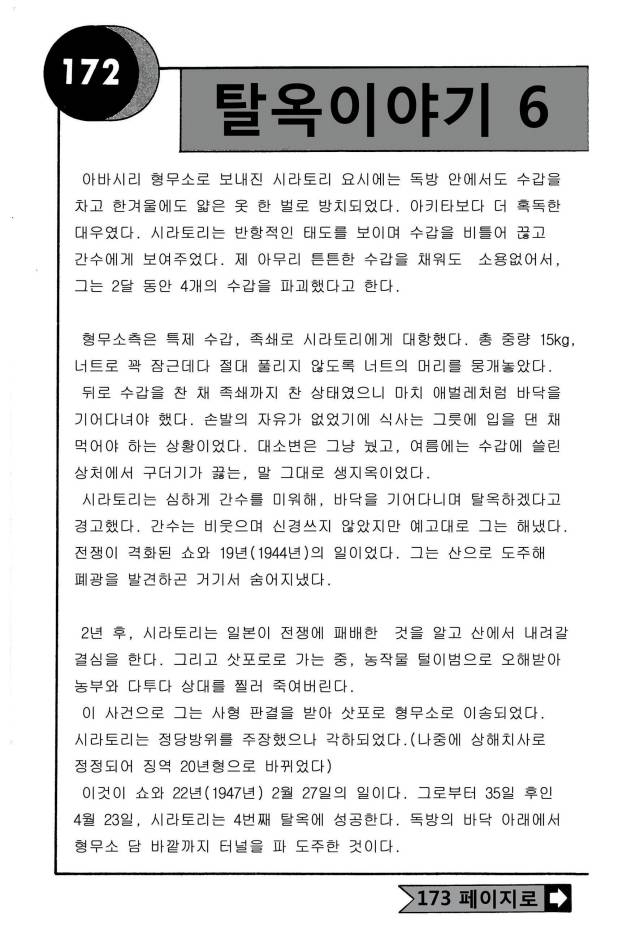 172
탈옥이야기 6
아바시리 형무소로 보내진 시라토리 요시에는 독방 안에서도 수갑을
차고 한겨울에도 얇은 옷 한 벌로 방치되었다. 아키타보다 더 혹독한
대우였다. 시라토리는 반항적인 태도를 보이며 수갑을 비틀어 끊고
간수에게 보여주었다. 제 아무리 튼튼한 수갑을 채워도 소용없어서,
그는 2달 동안 4개의 수갑을 파괴했다고 한다.
형무소측은 특제 수갑, 족쇄로 시라토리에게 대항했다. 총 중량 15kg,
너트로 꽉 잠근데다 절대 풀리지 않도록 너트의 머리를 뭉개놓았다.
뒤로 수갑을 찬 채 족쇄까지 찬 상태였으니 마치 애벌레처럼 바닥을
기어다녀야 했다. 손발의 자유가 없었기에 식사는 그릇에 입을 댄 채
먹어야 하는 상황이었다. 대소변은 그냥 눴고, 여름에는 수갑에 쓸린
상처에서 구더기가 끓는, 말 그대로 생지옥이었다.
시라토리는 심하게 간수를 미워해, 바닥을 기어다니며 탈옥하겠다고
경고했다. 간수는 비웃으며 신경쓰지 않았지만 예고대로 그는 해냈다.
전쟁이 격화된 쇼와 19년(1944년)의 일이었다. 그는 산으로 도주해
폐광을 발견하곤 거기서 숨어지냈다.
2년 후, 시라토리는 일본이 전쟁에 패배한 것을 알고 산에서 내려갈
결심을 한다. 그리고 삿포로로 가는 중, 농작물 털이범으로 오해받아
농부와 다투다 상대를 찔러 죽여버린다.
이 사건으로 그는 사형 판결을 받아 삿포로 형무소로 이송되었다.
시라토리는 정당방위를 주장했으나 각하되었다.(나중에 상해치사로
정정되어 징역 20년형으로 바뀌었다)
이것이 쇼와 22년(1947년) 2월 27일의 일이다. 그로부터 35일 후인
4월 23일, 시라토리는 4번째 탈옥에 성공한다. 독방의 바닥 아래에서
형무소 담 바깥까지 터널을 파 도주한 것이다.
173 페이지로